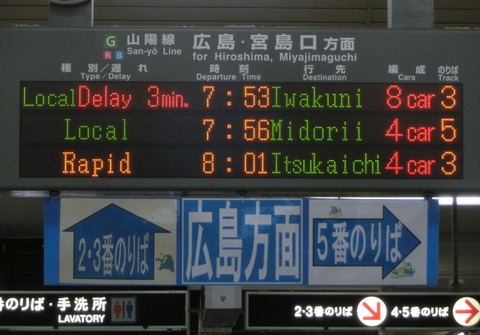 G 山陽線 広島・宮島口 方面
R B San-yō Line for Hiroshima, Miyajimaguchi
種別/遅れ 時刻 行先 編成 のりば
Type/Delay Departure Time Destination Cars Track
Local Delay 3min. 7:53 Iwakuni 8car 3
Local 7:56 Midorii 4car 5
Rapid 8:01 Itsukaichi 4car 3
2・3番のりば 広島方面 5番のりば
番のりば・手洗所 2・3番のりば 4・5番のりば
LAVATORY